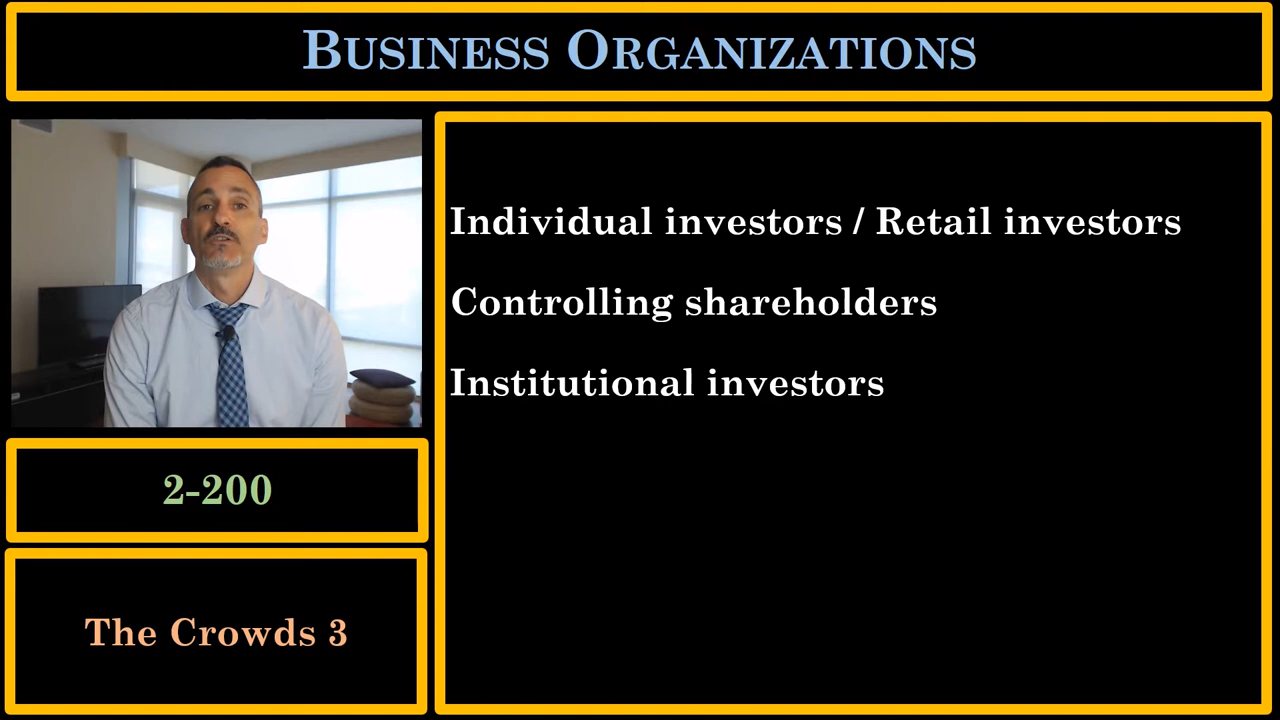 Business Organizations
Individual investors / Retail investors
Controlling shareholders
Institutional investors
2-200
The Crowds 3